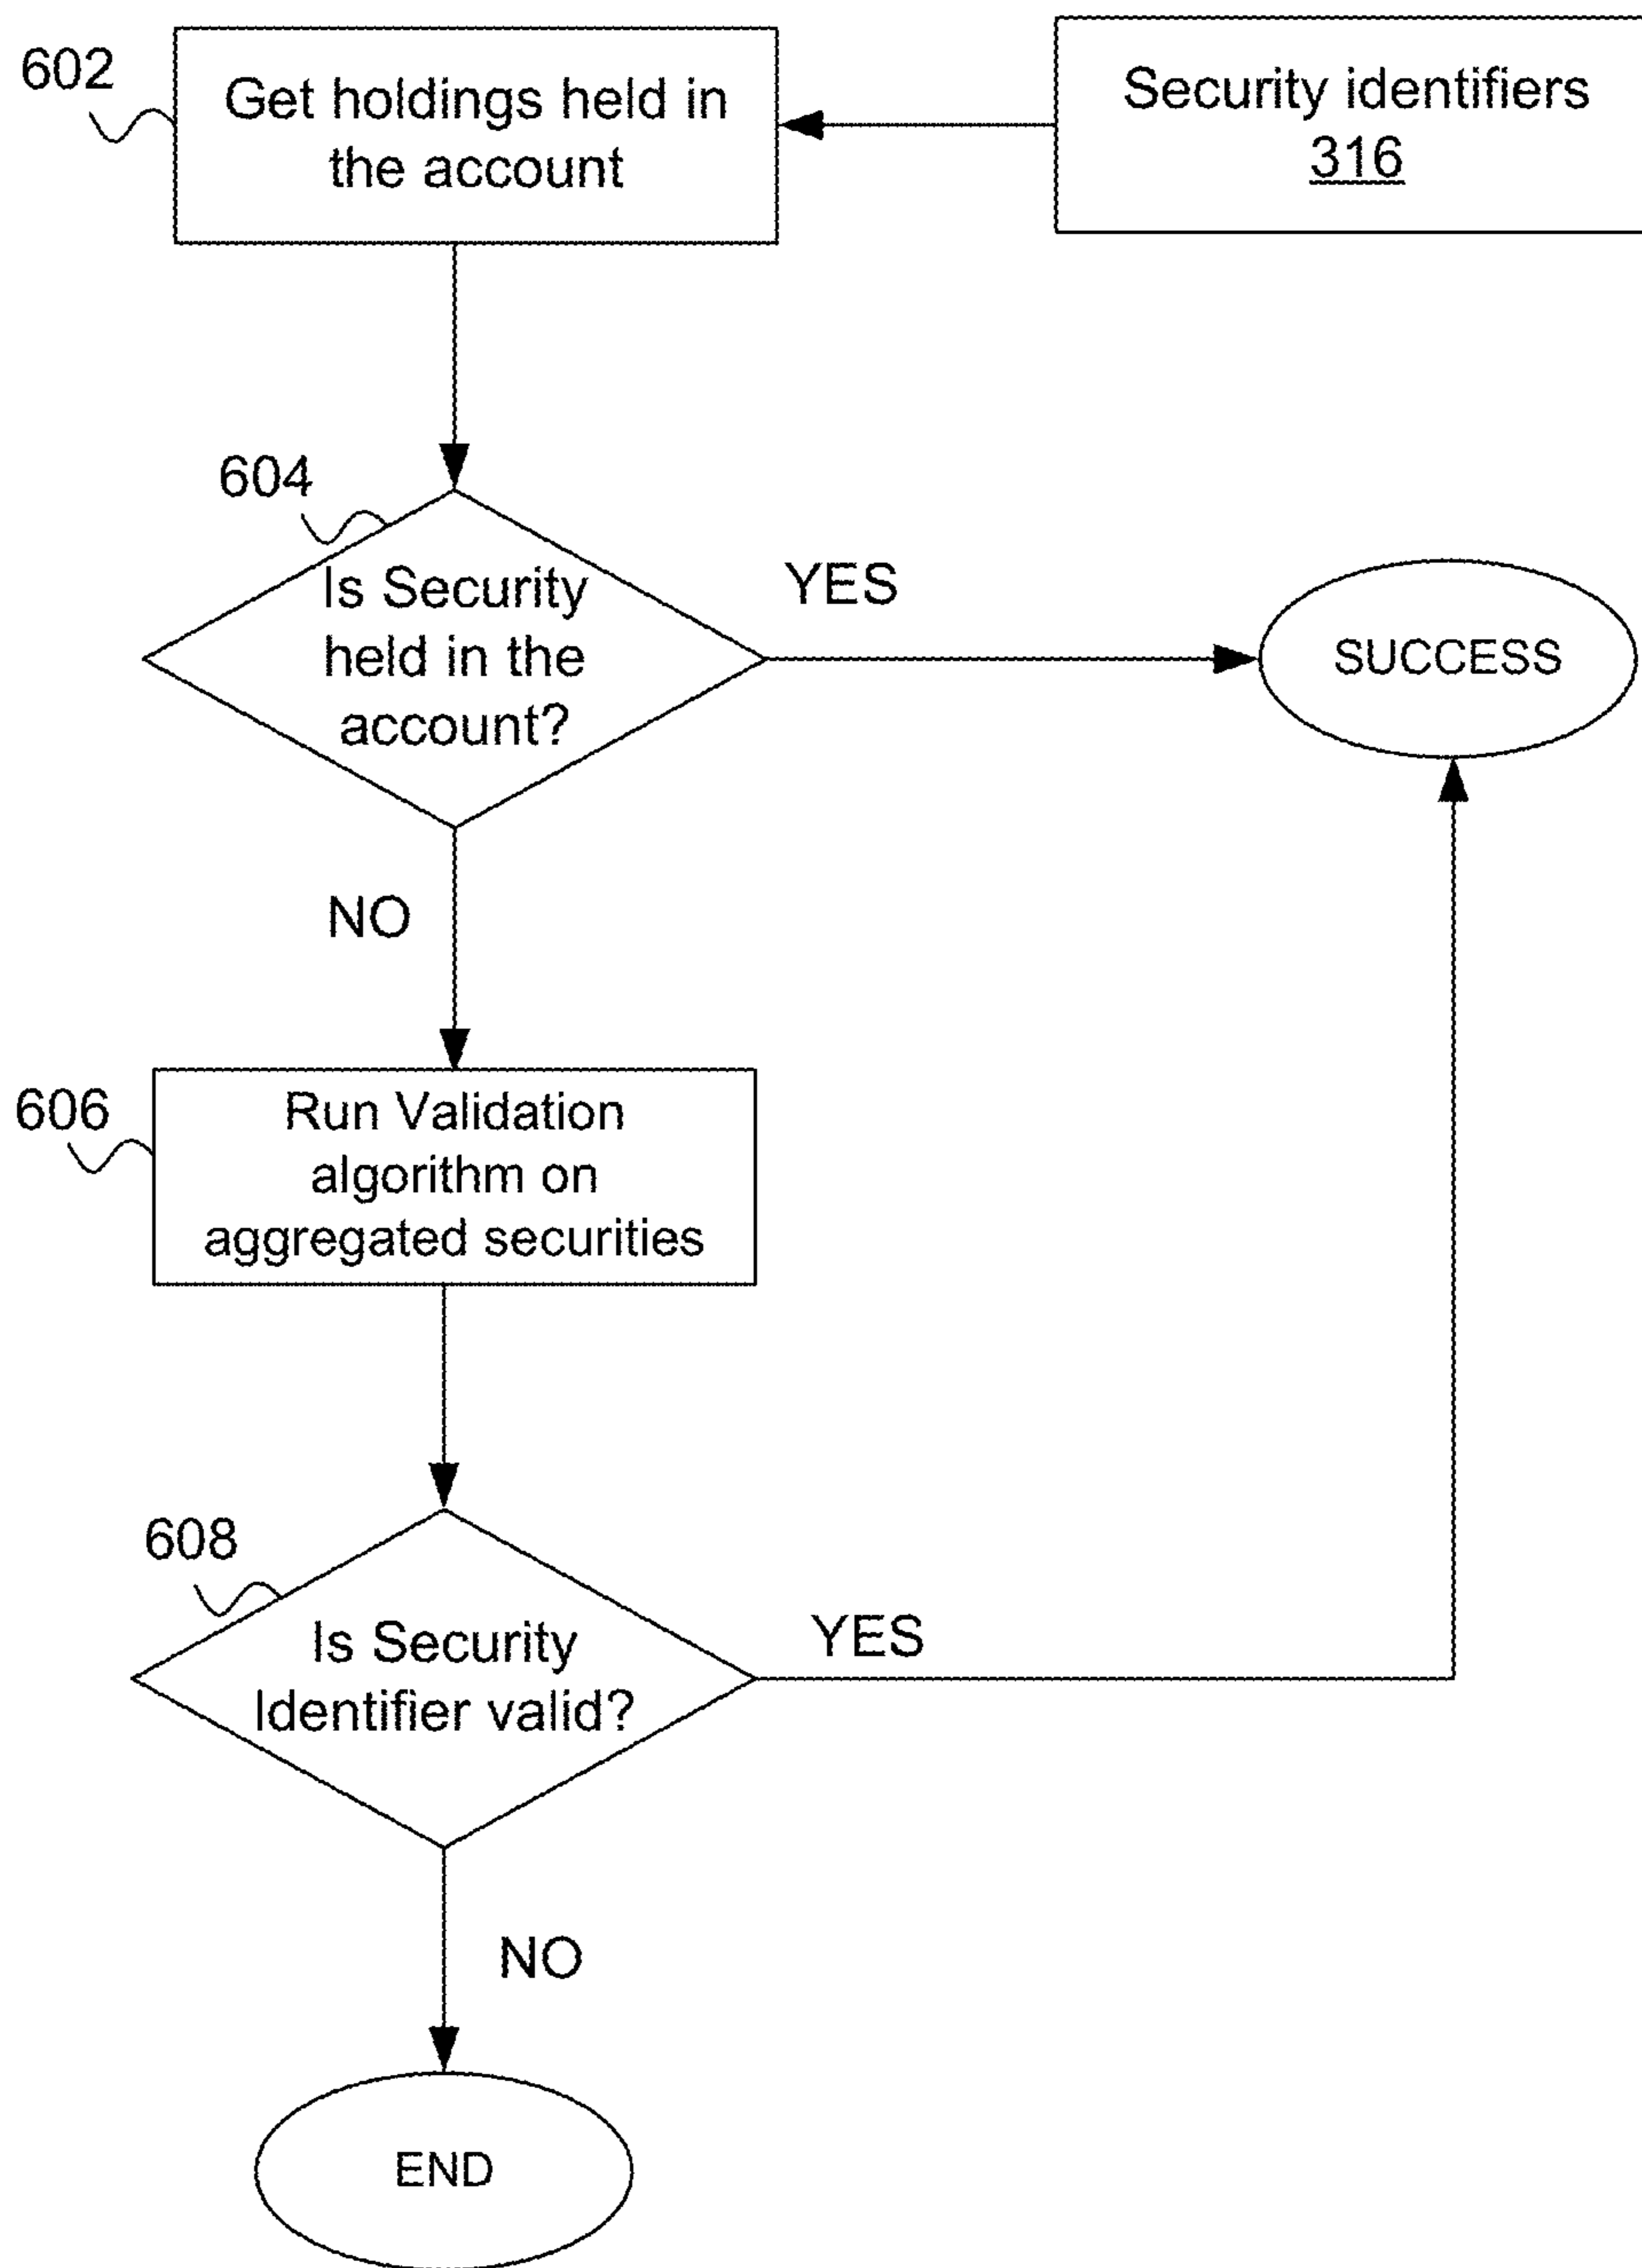 602
Get holdings held in
the account
Security identifiers
316
604
Is Security
held in the
account?
YES
SUCCESS
NO
606
Run Validation
algorithm on
aggregated securities
608
Is Security
Identifier valid?
YES
NO
END